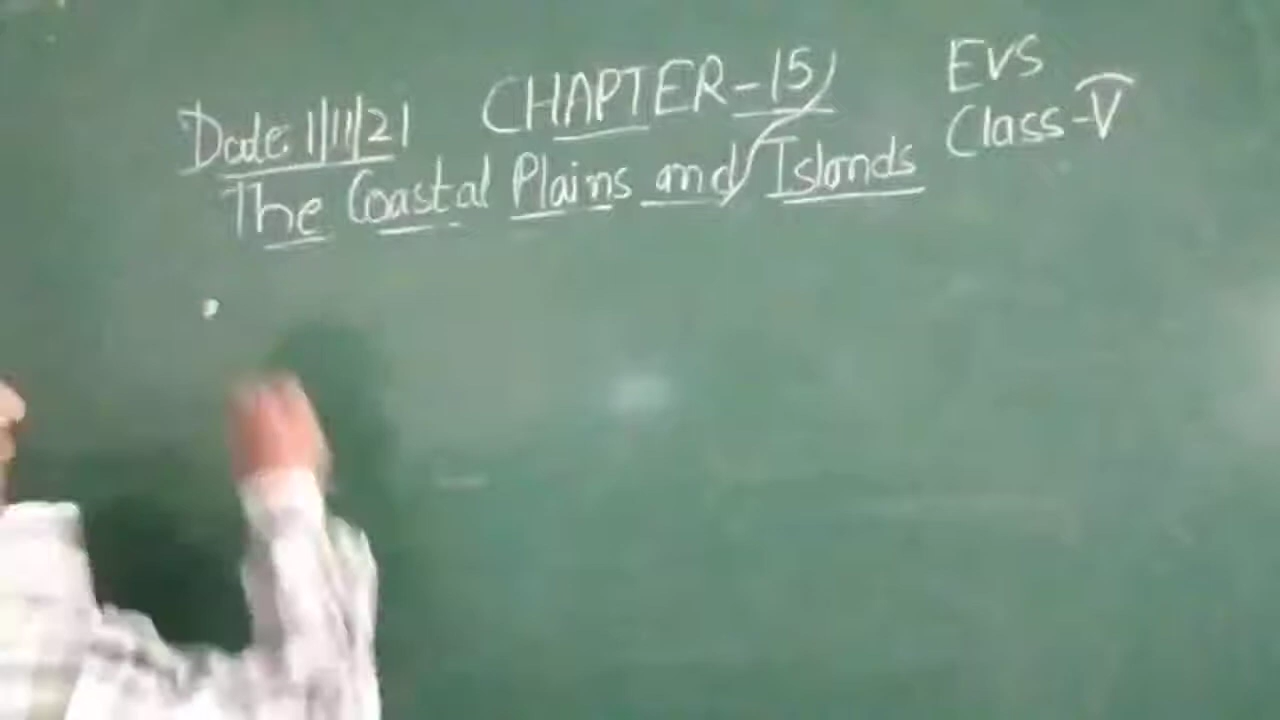 Date 1/11/21 CHAPTER-15 EVS
The Coastal Plains and Islands Class-V